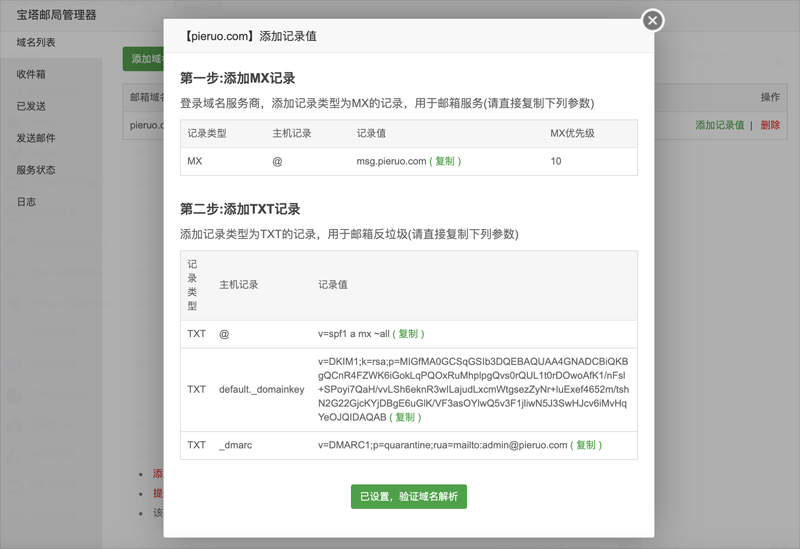 宝塔邮局管理器
域名列表
收件箱
已发送
发送邮件
服务状态
日志
添加域
邮箱域
操作
pieruo.c
添加记录值 | 删除
【pieruo.com】添加记录值
第一步:添加MX记录
登录域名服务商，添加记录类型为MX的记录，用于邮箱服务(请直接复制下列参数)
记录类型 主机记录 记录值 MX优先级
MX @ msg.pieruo.com ( 复制 ) 10
第二步:添加TXT记录
添加记录类型为TXT的记录，用于邮箱反垃圾(请直接复制下列参数)
记
录
类
型
主机记录 记录值
TXT @ v=spf1 a mx ~all ( 复制 )
v=DKIM1;k=rsa;p=MIGfMA0GCSqGSIb3DQEBAQUAA4GNADCBiQKB
gQCnR4FZWK6iGokLqPQOxRuMhplpgQvs0rQUL1t0rDOwoAfK1/nFsl
TXT default._domainkey +SPoyi7QaH/vvLSh6eknR3wILajudLxcmWtgsezZyNr+luExef4652m/tsh
N2G22GjcKYjDBgE6uGlK/VF3asOYlwQ5v3F1jliwN5J3SwHJcv6iMvHq
YeOJQIDAQAB ( 复制 )
TXT _dmarc v=DMARC1;p=quarantine;rua=mailto:admin@pieruo.com ( 复制 )
已设置，验证域名解析
添
提
该